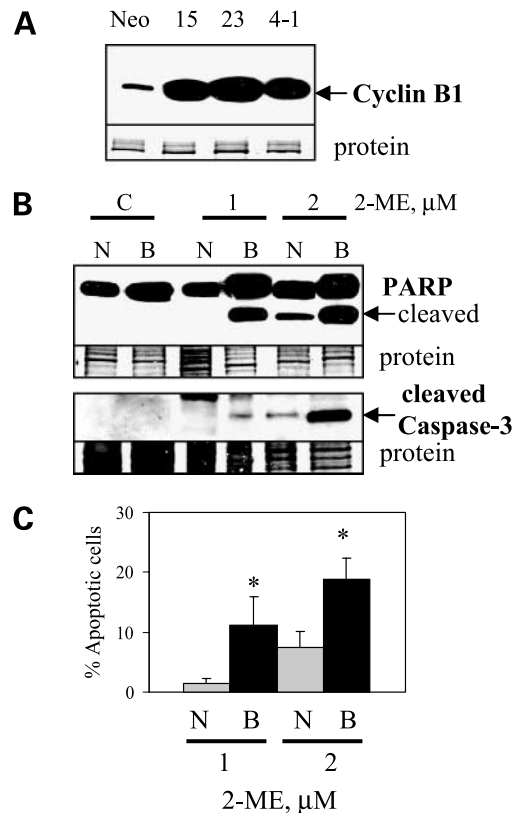 A
Neo 15 23 4-1
Cyclin B1
protein
B
C 1 2 2-ME, μM
N B N B N B
PARP
cleaved
protein
cleaved
Caspase-3
protein
C
% Apoptotic cells
30
20
10
0
* *
N B N B
1 2
2-ME, μM